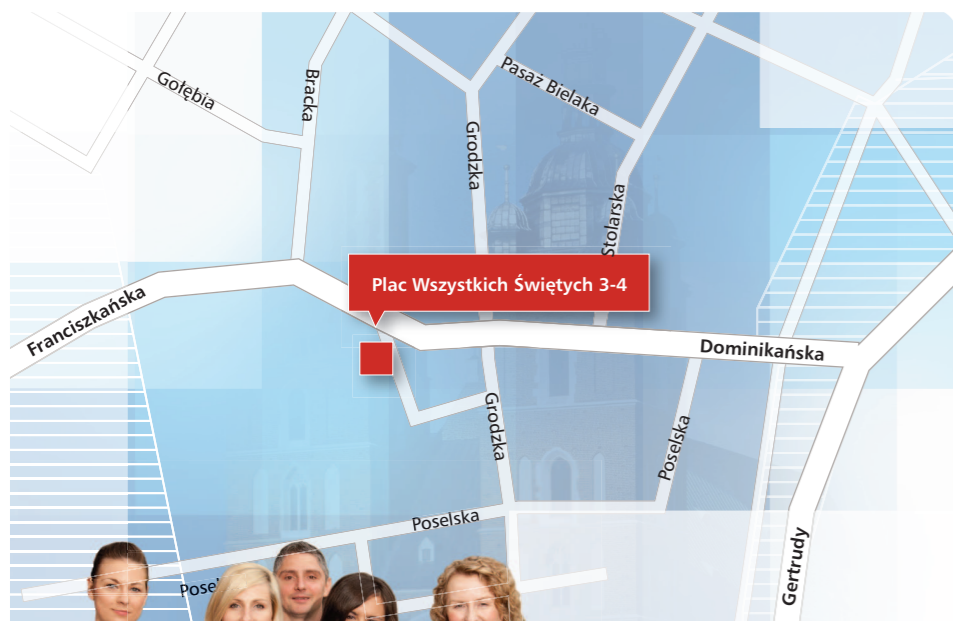 Gołębia
Bracka
Pasaż Bielaka
Grodzka
Stolarska
Plac Wszystkich Świętych 3-4
Franciszkańska
Dominikańska
Grodzka
Poselska
Poselska
Gertrudy